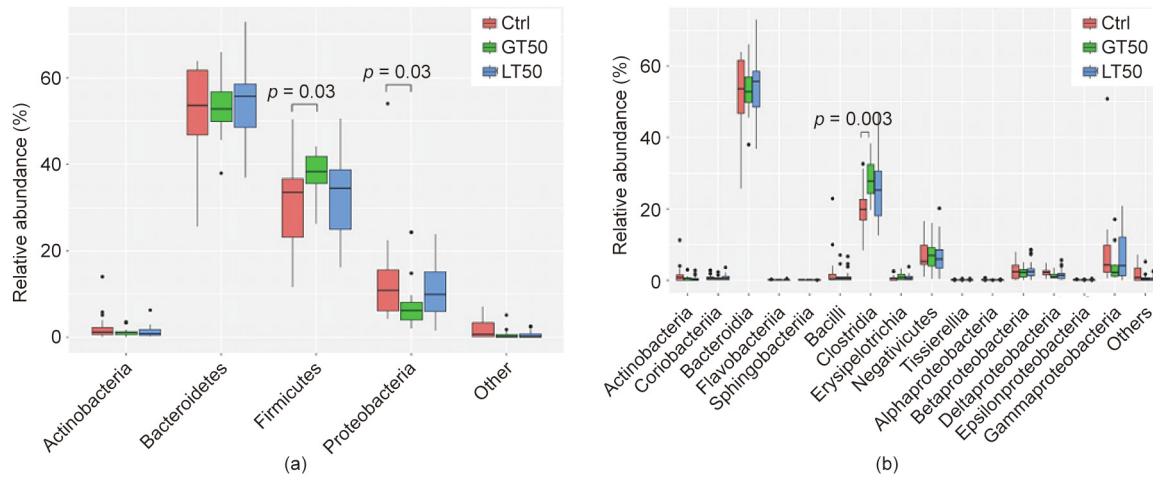 Ctrl
GT50
LT50
Relative abundance (%)
60
40
20
0
p = 0.03
p = 0.03
Actinobacteria
Bacteroidetes
Firmicutes
Proteobacteria
Other
(a)
Ctrl
GT50
LT50
Relative abundance (%)
60
40
20
0
p = 0.003
Actinobacteria
Coriobacteriia
Bacteroidia
Flavobacteriia
Sphingobacteriia
Bacilli
Clostridia
Erysipelotrichia
Negativicutes
Tissierellia
Alphaproteobacteria
Betaproteobacteria
Deltaproteobacteria
Epsilonproteobacteria
Gammaproteobacteria
Others
(b)